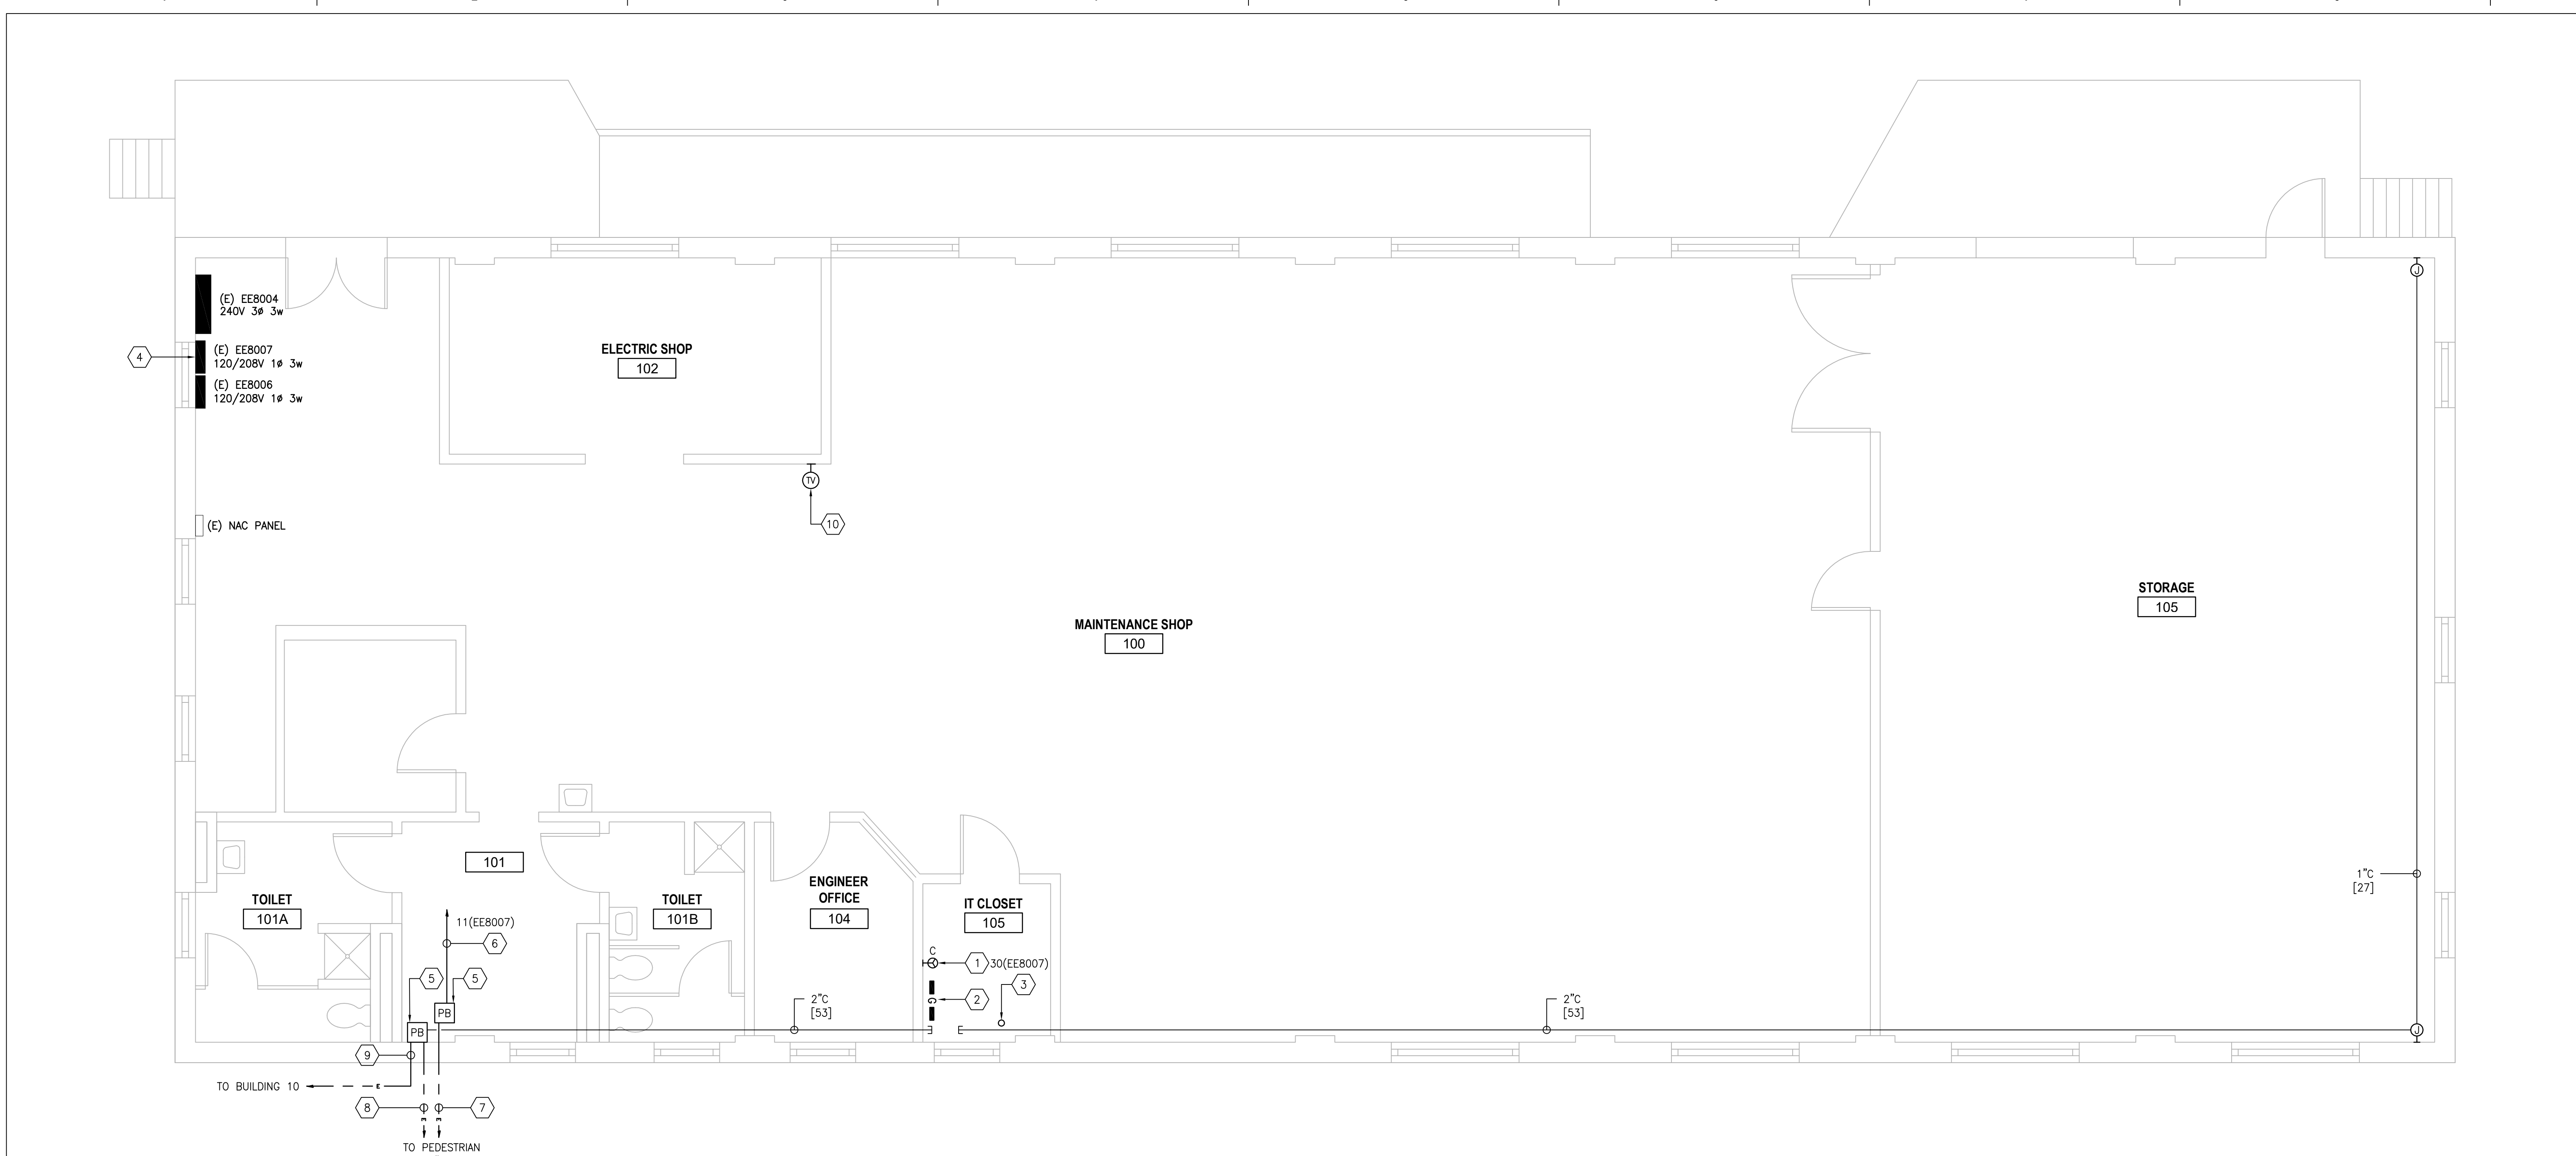 (E) EE8004
240V 3ø 3w
4
(E) EE8007
120/208V 1ø 3w
(E) EE8006
120/208V 1ø 3w
ELECTRIC SHOP
102
J
TV
10
(E) NAC PANEL
STORAGE
105
MAINTENANCE SHOP
100
101
TOILET
101A
TOILET
101B
ENGINEER
OFFICE
104
IT CLOSET
105
1"C
[27]
11(EE8007)
6
C
1
30(EE8007)
5
5
3
G
2
2"C
[53]
2"C
[53]
PB
PB
J
9
TO BUILDING 10
E
8
7
E
E
TO PEDESTRIAN